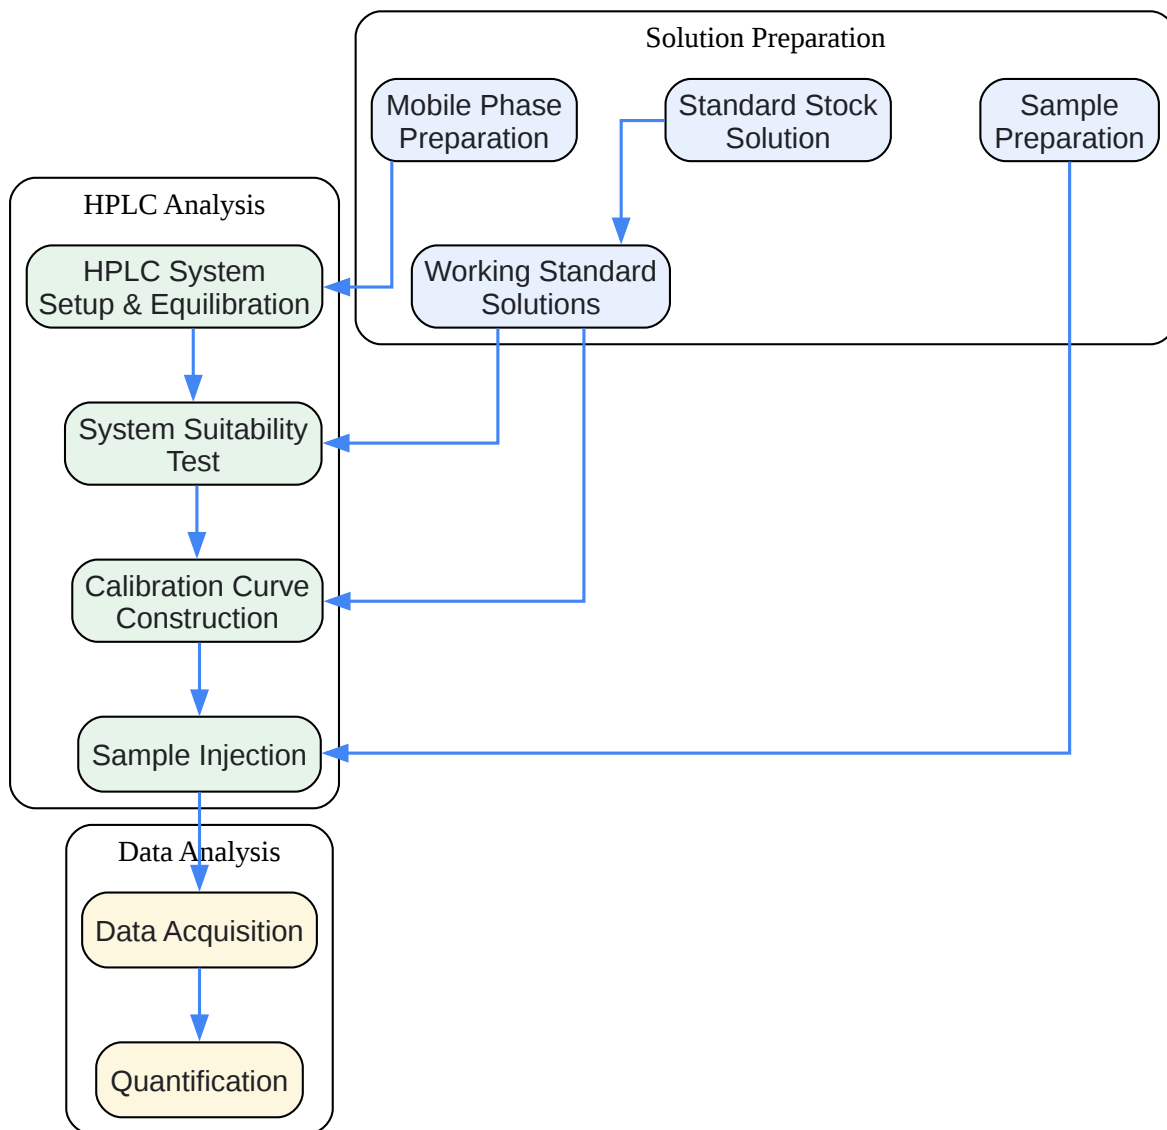 Solution Preparation
Mobile Phase
Preparation
Standard Stock
Solution
Sample
Preparation
Working Standard
Solutions
HPLC Analysis
HPLC System
Setup & Equilibration
System Suitability
Test
Calibration Curve
Construction
Sample Injection
Data Analysis
Data Acquisition
Quantification